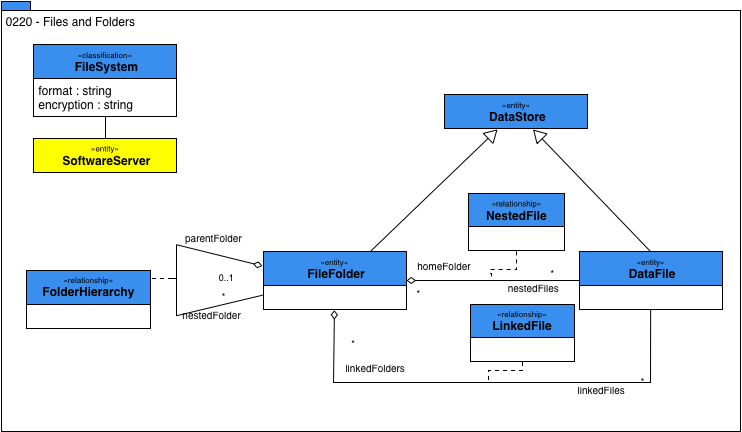 0220 - Files and Folders
«classification»
FileSystem
format : string
encryption : string
«entity»
SoftwareServer
«entity»
DataStore
«relationship»
NestedFile
parentFolder
«entity»
FileFolder
homeFolder
*
«entity»
DataFile
0..1
«relationship»
FolderHierarchy
*
nestedFolder
*
nestedFiles
«relationship»
LinkedFile
*
linkedFolders
*
linkedFiles